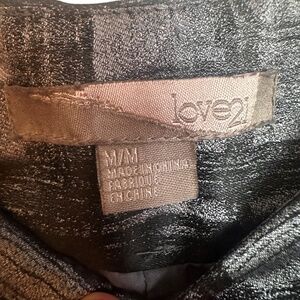 love21
M/M
MADE IN CHINA
FABRIQUÉ
EN CHINE